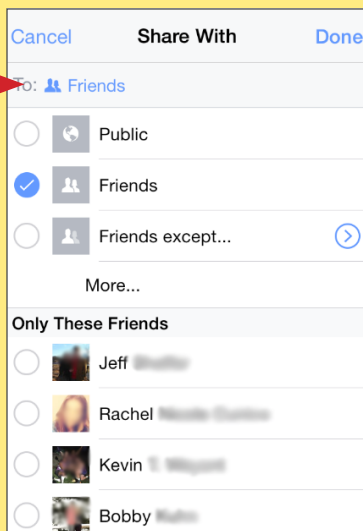 Cancel Share With Done
To: Friends
Public
Friends
Friends except...
More...
Only These Friends
Jeff
Rachel
Kevin
Bobby